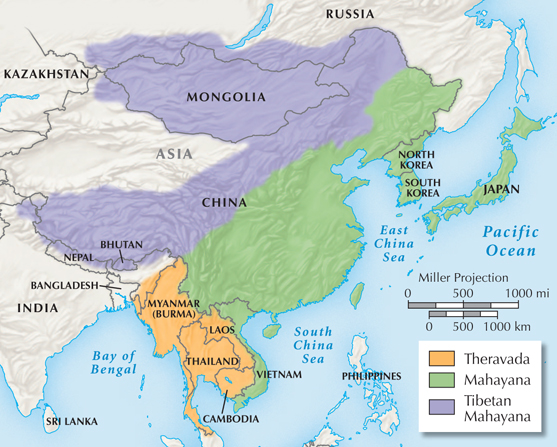 RUSSIA
KAZAKHSTAN
MONGOLIA
ASIA
NORTH
KOREA
SOUTH
KOREA
JAPAN
CHINA
East
China
Sea
Pacific
Ocean
BHUTAN
NEPAL
BANGLADESH
INDIA
MYANMAR
(BURMA)
LAOS
THAILAND
VIETNAM
CAMBODIA
Bay of
Bengal
South
China
Sea
PHILIPPINES
SRI LANKA
Miller Projection
0 500 1000 mi
0 500 1000 km
Theravada
Mahayana
Tibetan
Mahayana